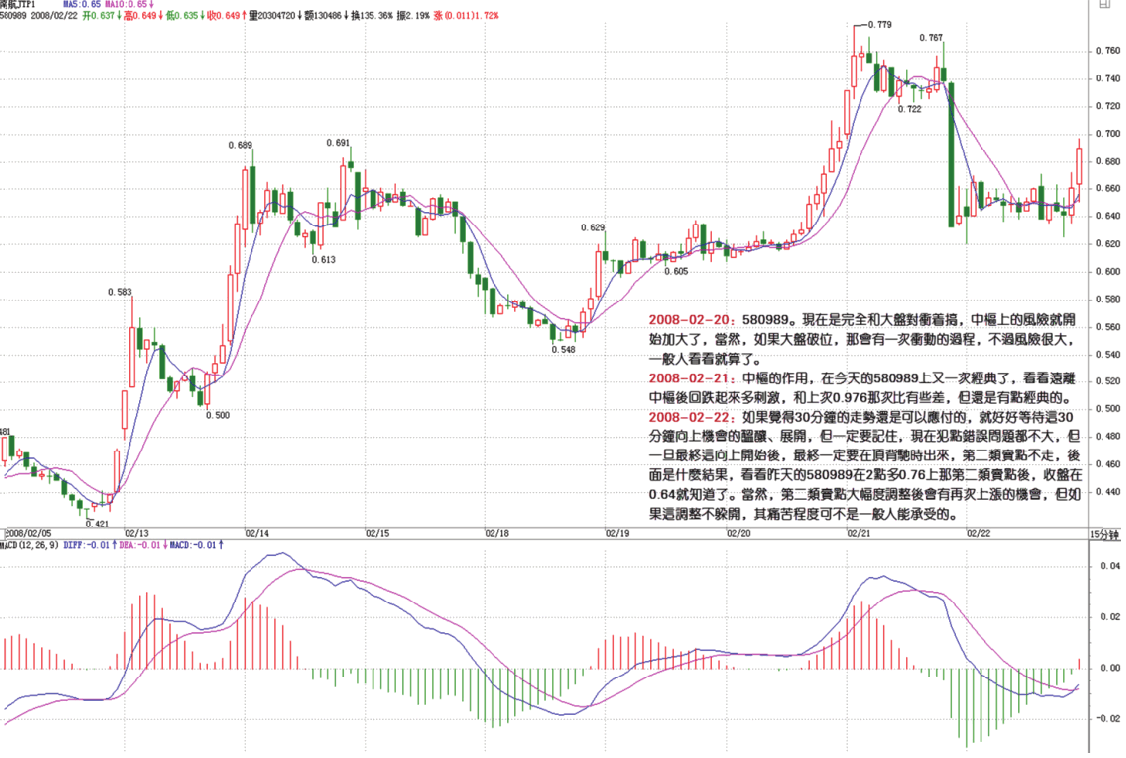 南航JTP1 MA5:0.65 MA10:0.65↓
580989 2008/02/22 开0.637↓高0.649↓低0.635↓收0.649↑量20304720↓额130486↓换135.36% 振2.19% 涨(0.011)1.72%
0.779
0.767
0.760
0.740
0.722
0.720
0.700
0.689
0.691
0.680
0.660
0.640
0.613
0.629
0.620
0.605
0.600
0.583
0.580
0.560
0.548
0.540
0.520
0.500
0.500
0.480
481
0.460
0.440
0.421
2008-02-20：580989。現在是完全和大盤對衝着搞，中樞上的風險就開
始加大了，當然，如果大盤破位，那會有一次衝動的過程，不過風險很大，
一般人看看就算了。
2008-02-21：中樞的作用，在今天的580989上又一次經典了，看看遠離
中樞後回跌起來多刺激，和上次0.976那次比有些差，但還是有點經典的。
2008-02-22：如果覺得30分鐘的走勢還是可以應付的，就好好等待這30
分鐘向上機會的醞釀、展開，但一定要記住，現在犯點錯誤問題都不大，但
一旦最終這向上開始後，最終一定要在頂背馳時出來，第二類賣點不走，後
面是什麼結果，看看昨天的580989在2點多0.76上那第二類賣點後，收盤在
0.64就知道了。當然，第二類賣點大幅度調整後會有再次上漲的機會，但如
果這調整不躲開，其痛苦程度可不是一般人能承受的。
2008/02/05 02/13 02/14 02/15 02/18 02/19 02/20 02/21 02/22 15分钟
MACD(12,26,9) DIFF:-0.01↑DEA:-0.01↓MACD:-0.01↑
0.04
0.02
0.00
-0.02